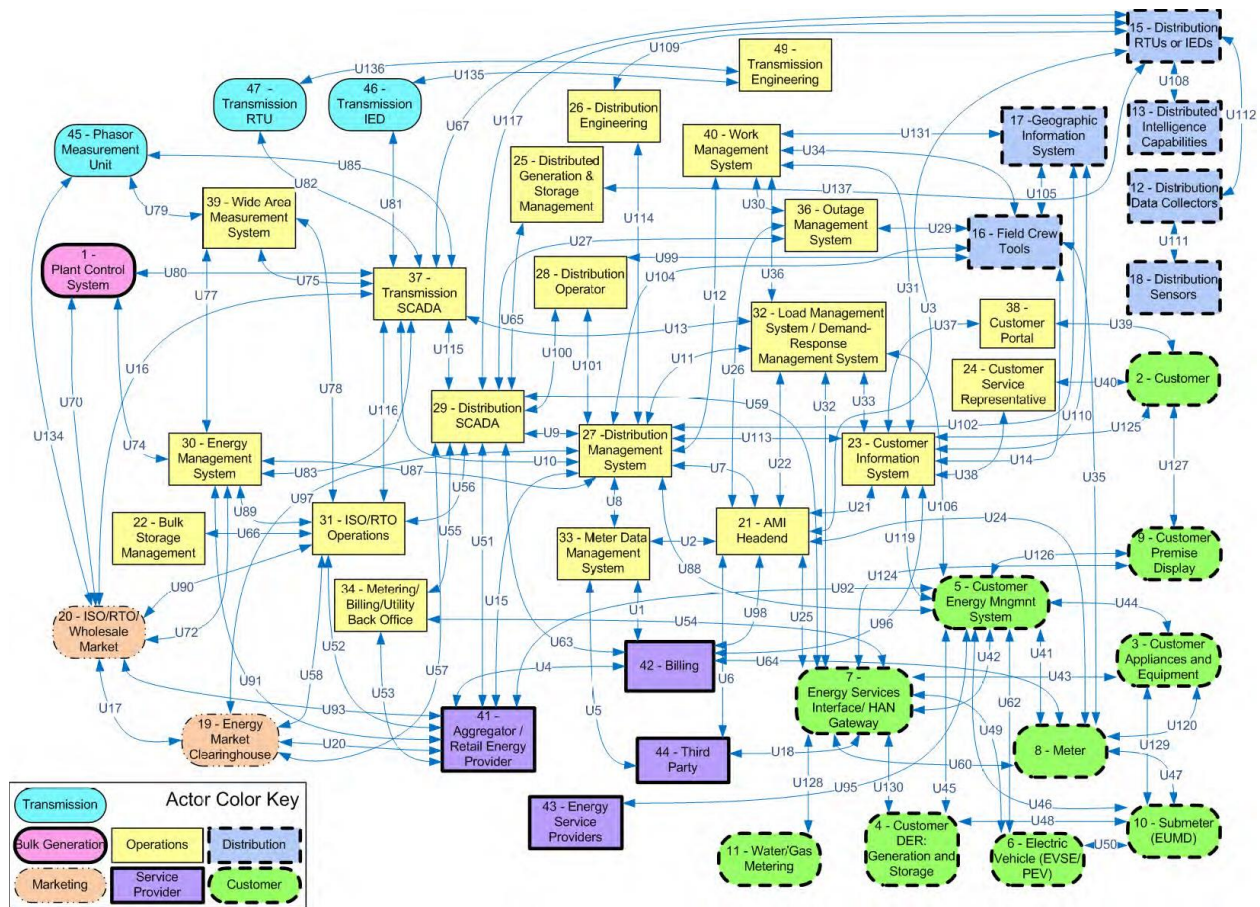 15 - Distribution
RTUs or IEDs
49 –
Transmission
Engineering
U109
U136
U135
47 –
Transmission
RTU
46 -
Transmission
IED
U67
U117
26 – Distribution
Engineering
U108
U112
17 -Geographic
Information
System
13 – Distributed
Intelligence
Capabilities
40 – Work
Management
System
U131
U34
45 - Phasor
Measurement
Unit
U85
25 - Distributed
Generation &
Storage
Management
U82
U81
U137
U105
12 – Distribution
Data Collectors
39 – Wide Area
Measurement
System
U79
U114
U30
36 – Outage
Management
System
U29
16 - Field Crew
Tools
U111
U27
U99
U104
1 -
Plant Control
System
U80
U75
37 -
Transmission
SCADA
28 – Distribution
Operator
U36
18 - Distribution
Sensors
U77
U12
U31
U3
32 – Load Management
System / Demand-
Response
Management System
38 -
Customer
Portal
U37
U39
U13
U65
U115
U100
U101
U11
U26
U16
U78
24 - Customer
Service
Representative
U40
2 - Customer
U70
U134
U116
29 - Distribution
SCADA
U59
U32
U33
U110
U74
30 - Energy
Management
System
U83
U87
U9
U10
27 -Distribution
Management
System
U113
U102
23 - Customer
Information
System
U125
U14
U38
U35
U97
U56
U7
U22
U127
U89
U66
22 – Bulk
Storage
Management
31 - ISO/RTO
Operations
U55
U51
U8
21 - AMI
Headend
U21
U106
U24
33 – Meter Data
Management
System
U2
U119
9 - Customer
Premise
Display
U90
U88
U126
U124
34 – Metering/
Billing/Utility
Back Office
U15
U1
U98
U92
5 - Customer
Energy Mngmnt
System
U44
20 - ISO/RTO/
Wholesale
Market
U72
U52
U63
U54
U25
U96
3 - Customer
Appliances and
Equipment
U58
U57
U53
U4
42 – Billing
U64
U42
U41
U43
U91
U93
U6
7 –
Energy Services
Interface/ HAN
Gateway
U62
U17
19 - Energy
Market
Clearinghouse
U20
41 -
Aggregator /
Retail Energy
Provider
U5
44 – Third
Party
U18
U49
U120
U129
8 - Meter
U60
U128
U95
U130
U45
U47
U46
43 - Energy
Service
Providers
U48
10 - Submeter
(EUMD)
11 - Water/Gas
Metering
4 - Customer
DER:
Generation and
Storage
6 - Electric
Vehicle (EVSE/
PEV)
U50
Actor Color Key
Transmission
Bulk Generation
Operations
Distribution
Marketing
Service
Provider
Customer